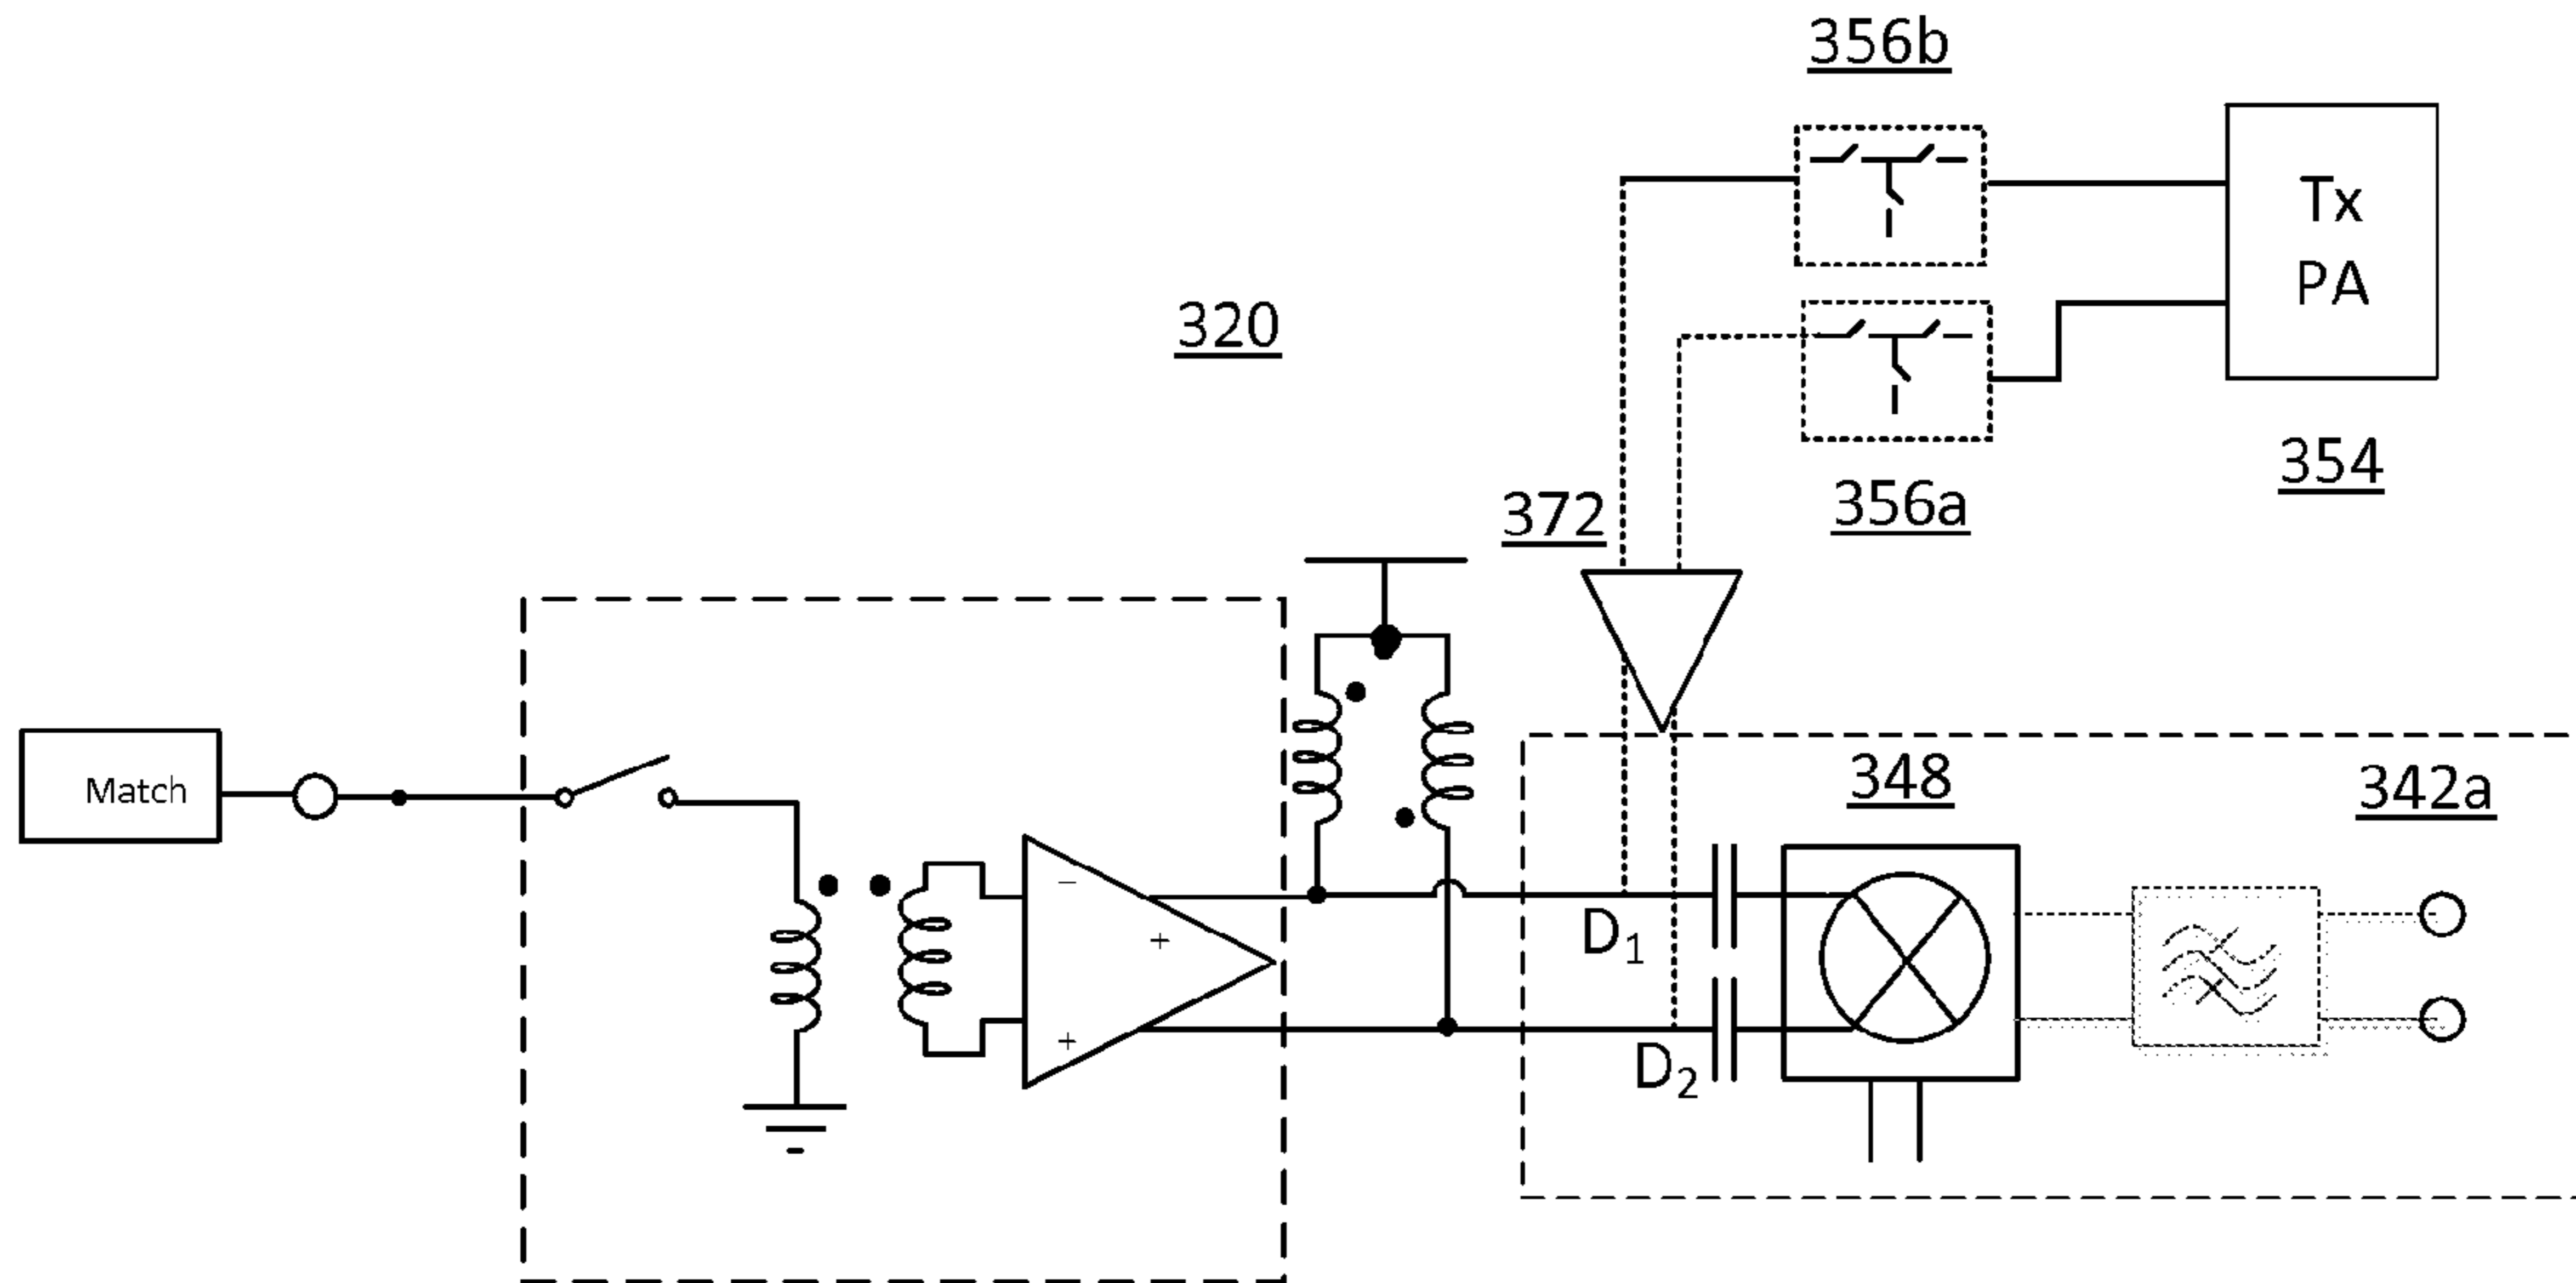 356b
Tx
PA
320
354
372
356a
Match
348
342a
−
+
+
D₁
D₂